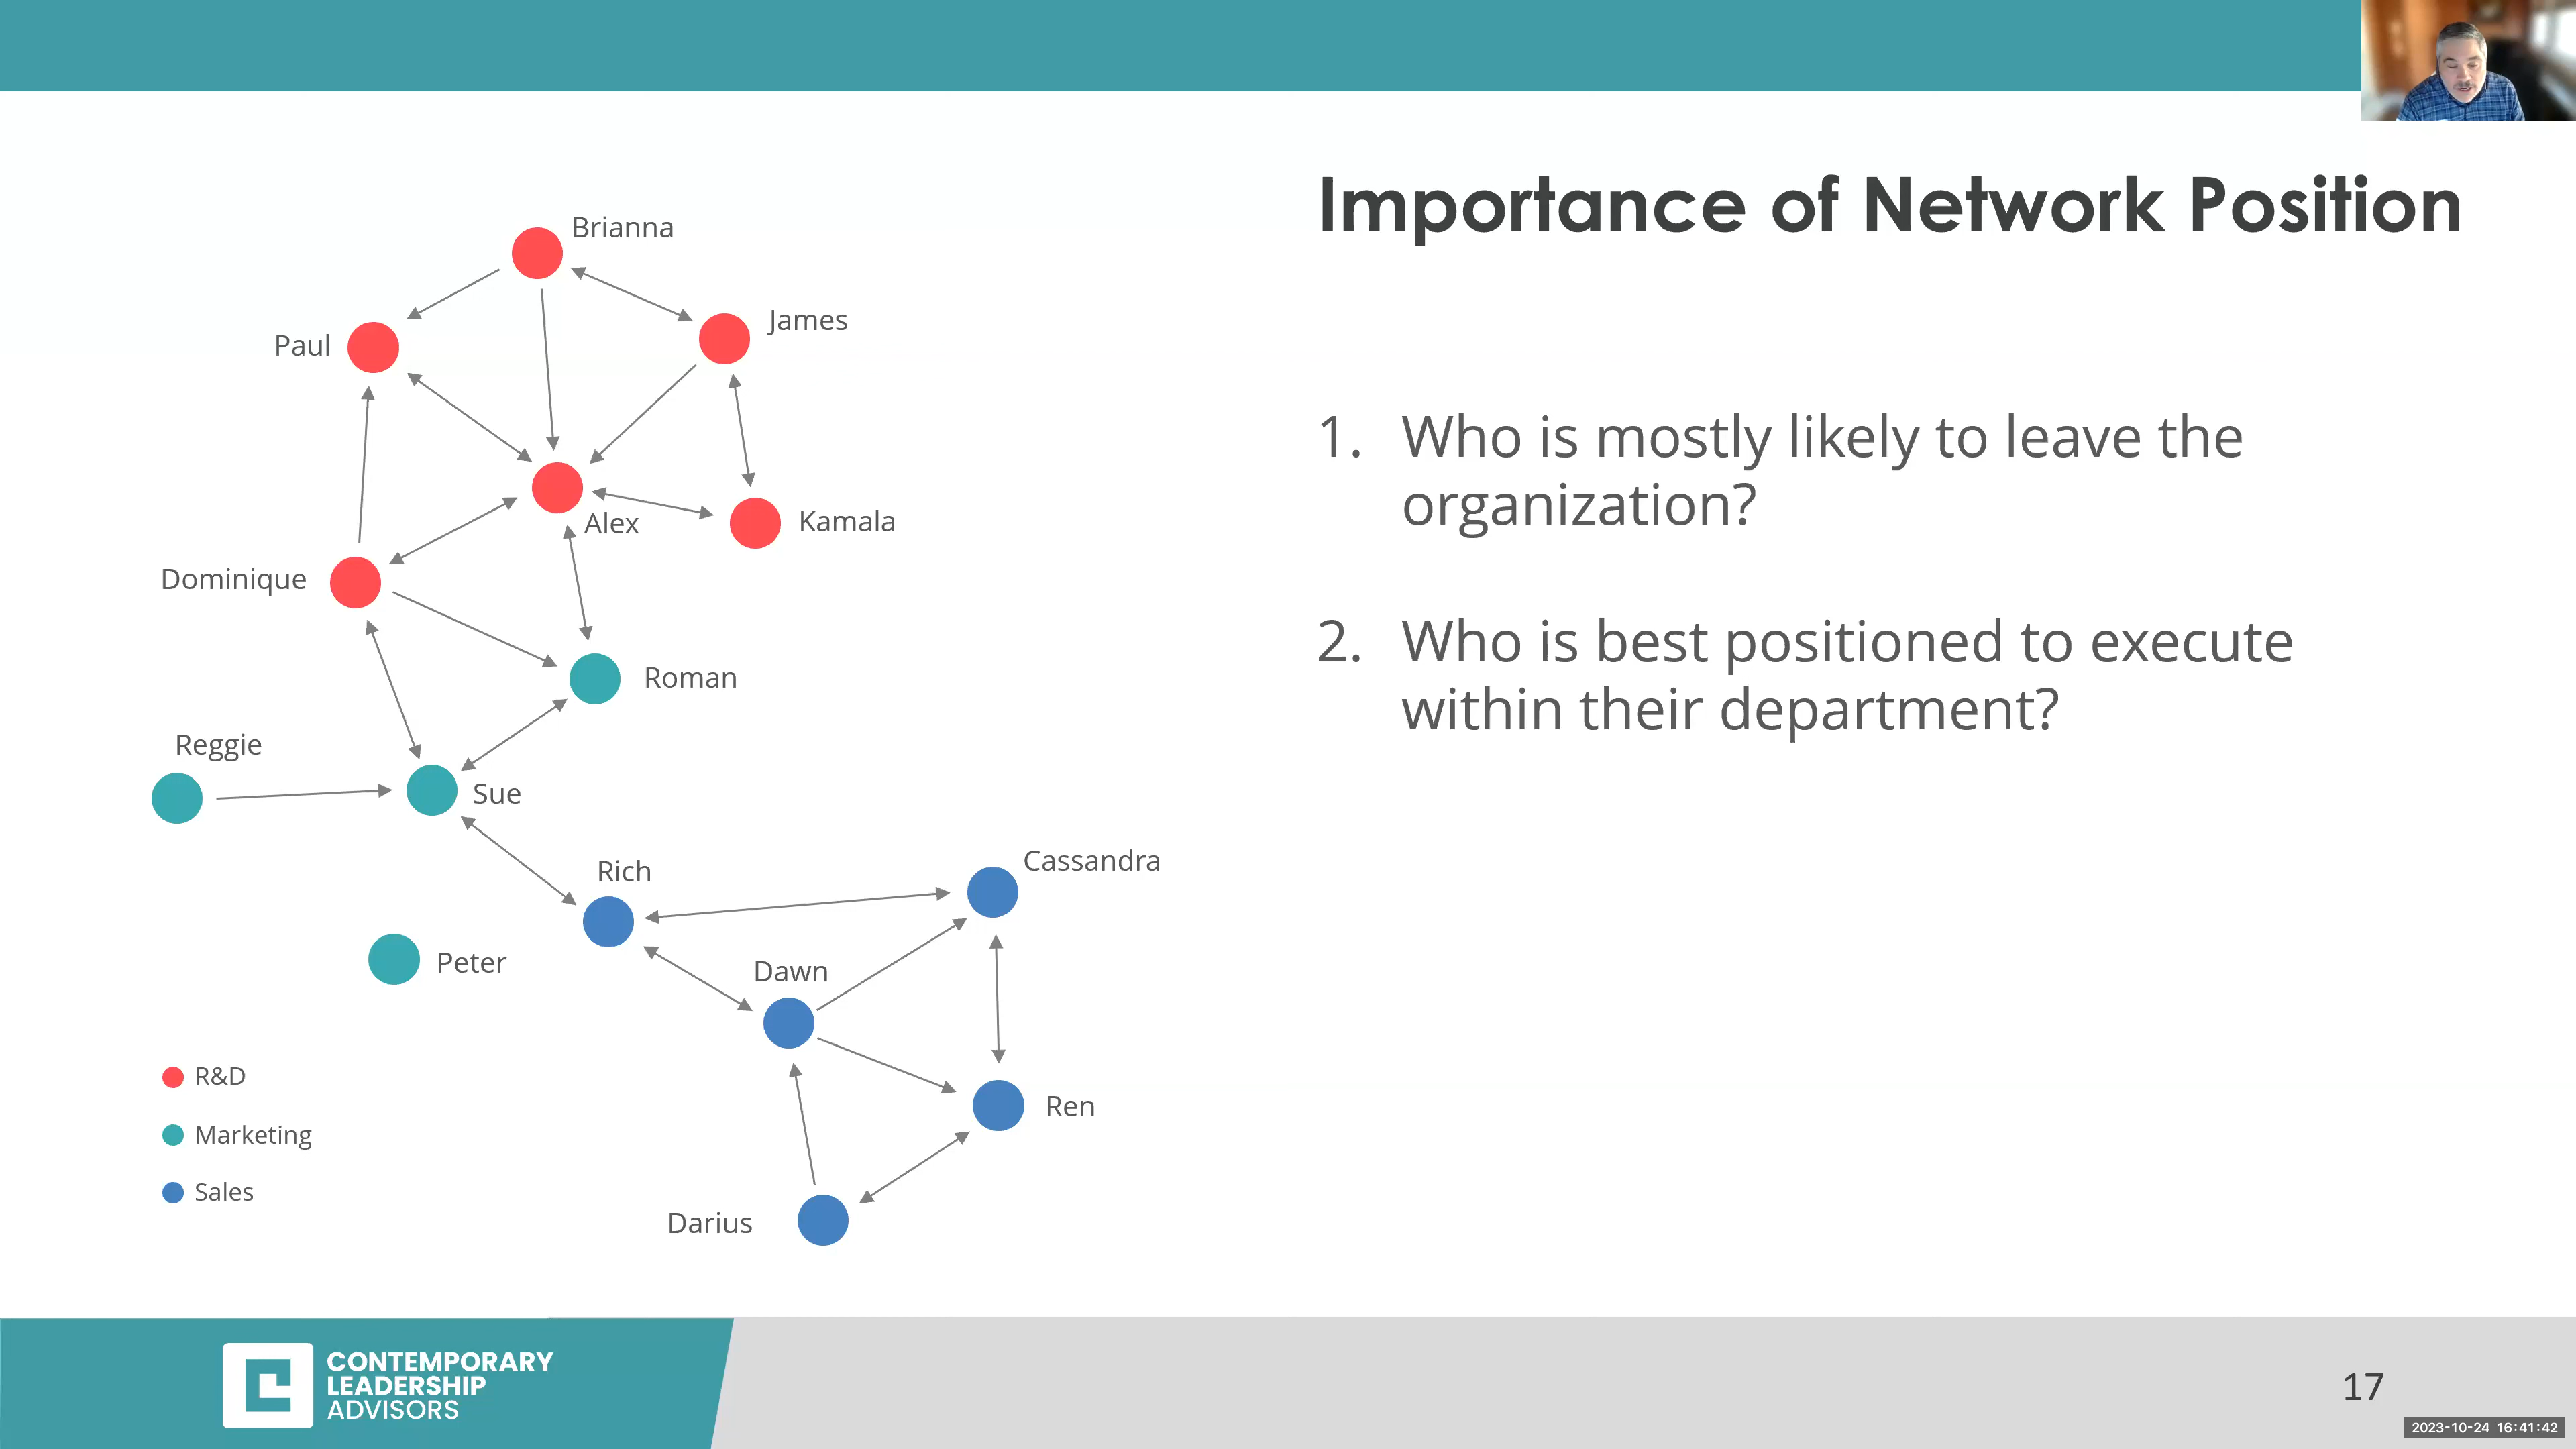 Importance of Network Position
Brianna
James
Paul
Alex
Kamala
Dominique
Roman
Reggie
Sue
Rich
Cassandra
Peter
Dawn
Ren
Darius
R&D
Marketing
Sales
1. Who is mostly likely to leave the
organization?
2. Who is best positioned to execute
within their department?
CONTEMPORARY
LEADERSHIP
ADVISORS
17
2023-10-24 16:41:42